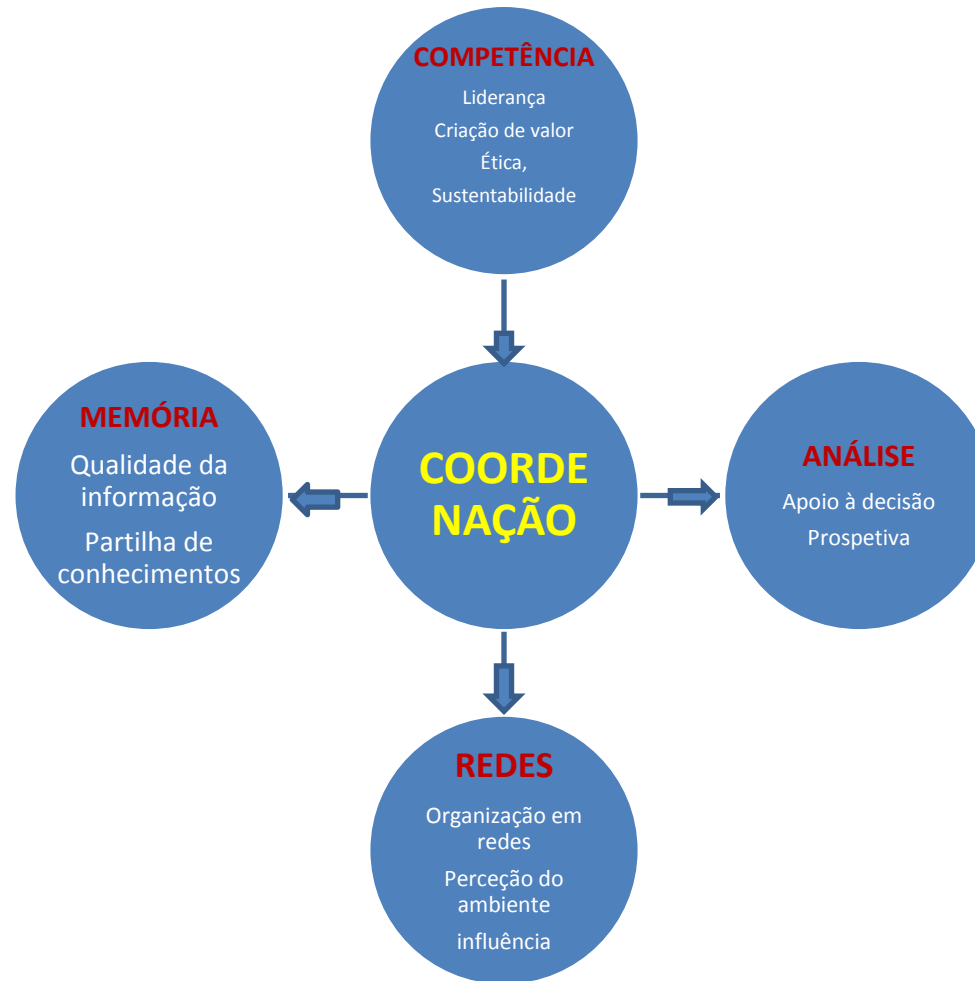 COMPETÊNCIA
Liderança
Criação de valor
Ética,
Sustentabilidade
MEMÓRIA
Qualidade da
informação
Partilha de
conhecimentos
COORDE
NAÇÃO
ANÁLISE
Apoio à decisão
Prospetiva
REDES
Organização em
redes
Perceção do
ambiente
influência